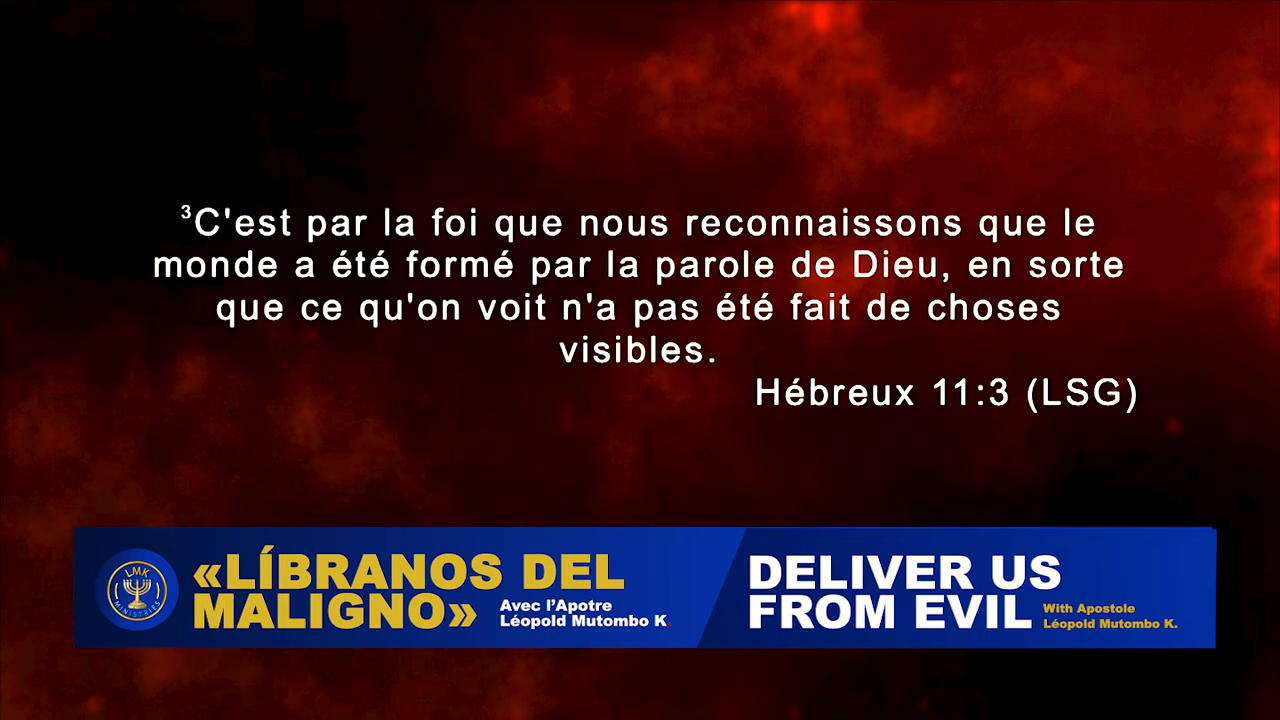 ³C'est par la foi que nous reconnaissons que le
monde a été formé par la parole de Dieu, en sorte
que ce qu'on voit n'a pas été fait de choses
visibles.
Hébreux 11:3 (LSG)
LMK
MINISTRIES
«LÍBRANOS DEL
MALIGNO»
Avec l'Apotre
Léopold Mutombo K.
DELIVER US
FROM EVIL
With Apostole
Léopold Mutombo K.